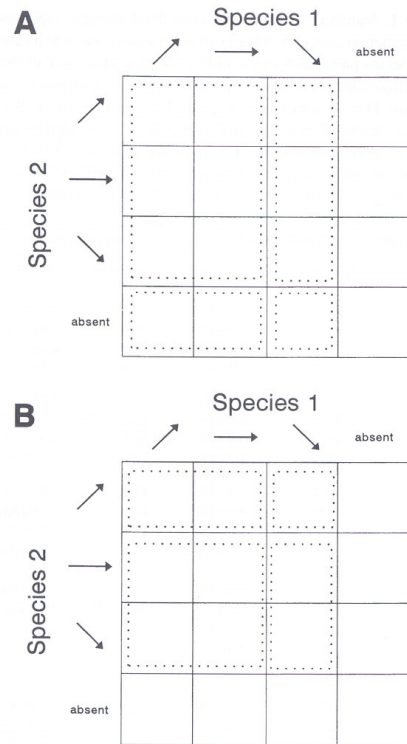 A
Species 1
absent
Species 2
absent
B
Species 1
absent
Species 2
absent